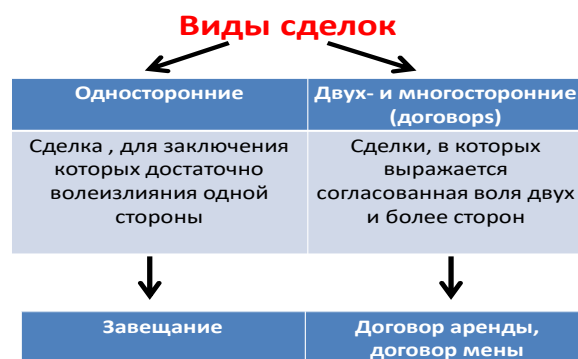 Виды сделок
Односторонние
Двух- и многосторонние
(договорs)
Сделка , для заключения
которых достаточно
волеизлияния одной
стороны
Сделки, в которых
выражается
согласованная воля двух
и более сторон
Завещание
Договор аренды,
договор мены